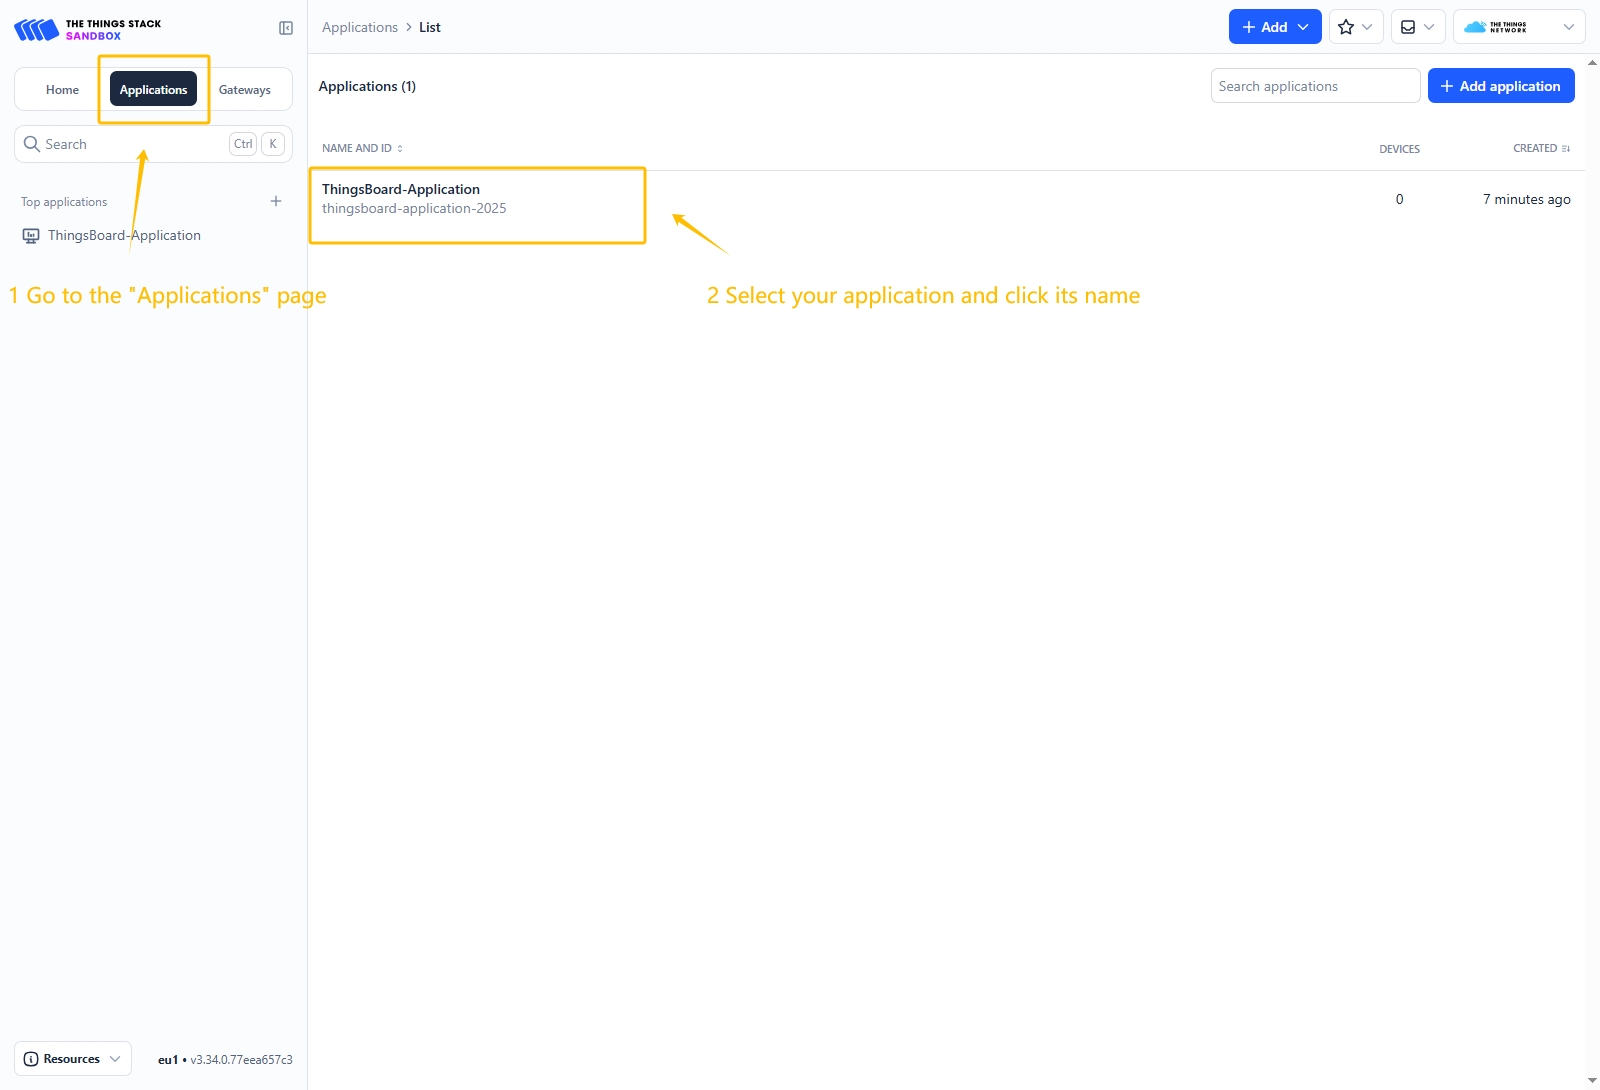 THE THINGS STACK
SANDBOX
Applications > List
+ Add
THE THINGS
NETWORK
Home
Applications
Gateways
Applications (1)
Search applications
+ Add application
Search
Ctrl
K
NAME AND ID
DEVICES
CREATED
Top applications
+
ThingsBoard-Application
thingsboard-application-2025
0
7 minutes ago
ThingsBoard-Application
1 Go to the "Applications" page
2 Select your application and click its name
Resources
eu1 • v3.34.0.77eea657c3